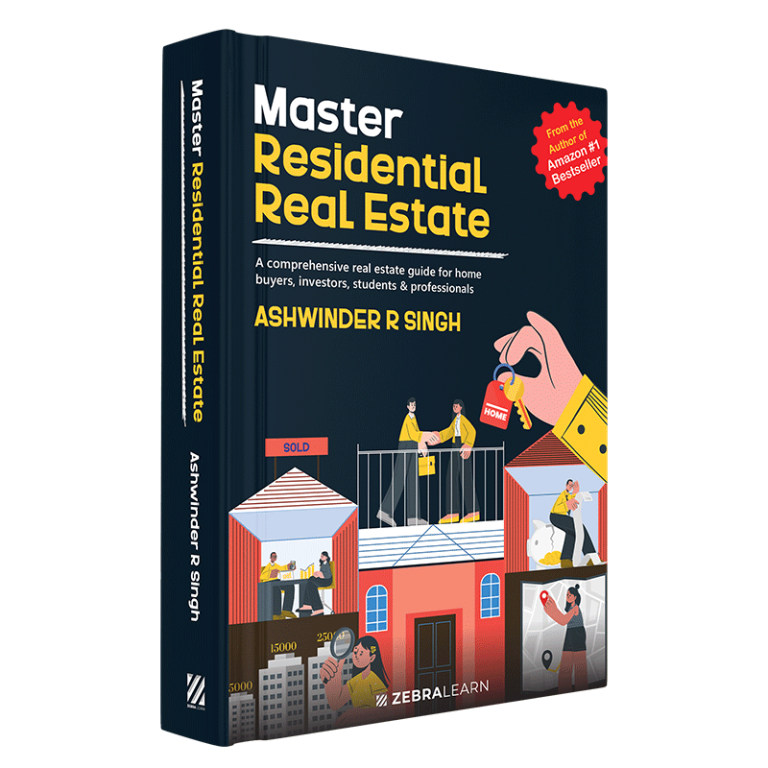 Master Residential Real Estate
Ashwinder R Singh
ZEBRALEARN
Master
Residential
Real Estate
From the
Author of
Amazon #1
Bestseller
A comprehensive real estate guide for home
buyers, investors, students & professionals
ASHWINDER R SINGH
HOME
SOLD
15000
5000
ZEBRALEARN